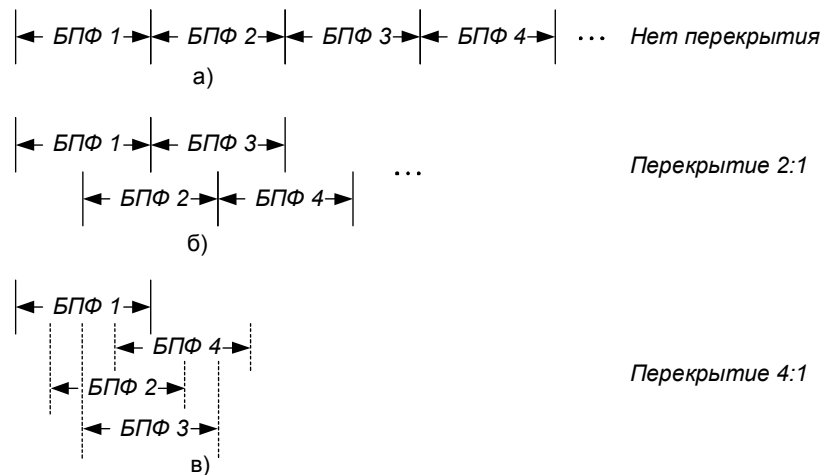 БПФ 1 БПФ 2 БПФ 3 БПФ 4 ... Нет перекрытия
а)
БПФ 1 БПФ 3
... Перекрытие 2:1
БПФ 2 БПФ 4
б)
БПФ 1
БПФ 4
БПФ 2 Перекрытие 4:1
БПФ 3
в)